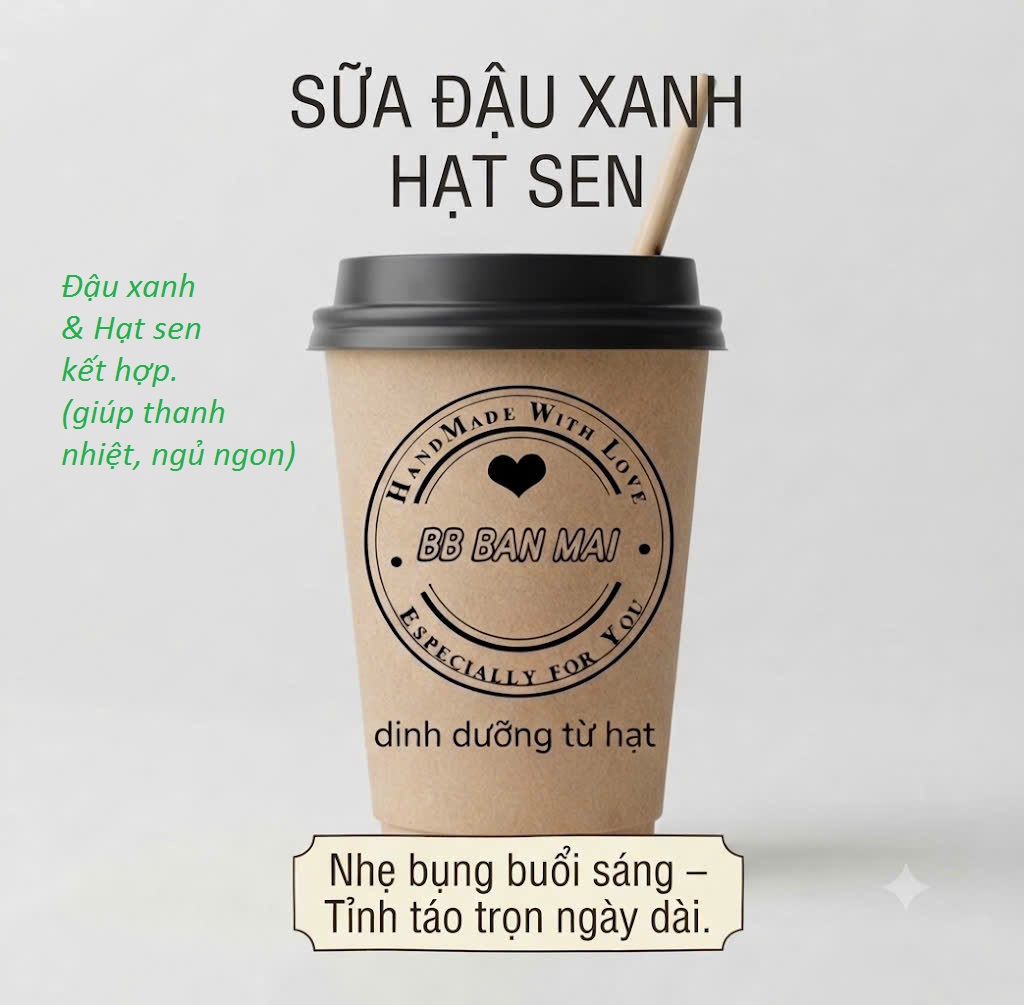 SỮA ĐẬU XANH
HẠT SEN
Đậu xanh
& Hạt sen
kết hợp.
(giúp thanh
nhiệt, ngủ ngon)
HANDMADE WITH LOVE
BB BAN MAI
ESPECIALLY FOR YOU
dinh dưỡng từ hạt
Nhẹ bụng buổi sáng –
Tỉnh táo trọn ngày dài.